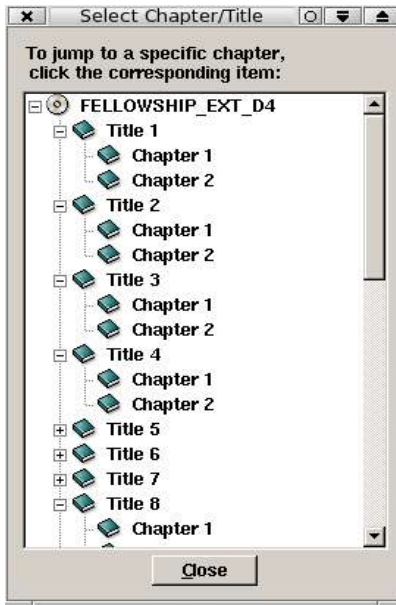 Select Chapter/Title
To jump to a specific chapter,
click the corresponding item:
FELLOWSHIP_EXT_D4
Title 1
Chapter 1
Chapter 2
Title 2
Chapter 1
Chapter 2
Title 3
Chapter 1
Chapter 2
Title 4
Chapter 1
Chapter 2
Title 5
Title 6
Title 7
Title 8
Chapter 1
Close